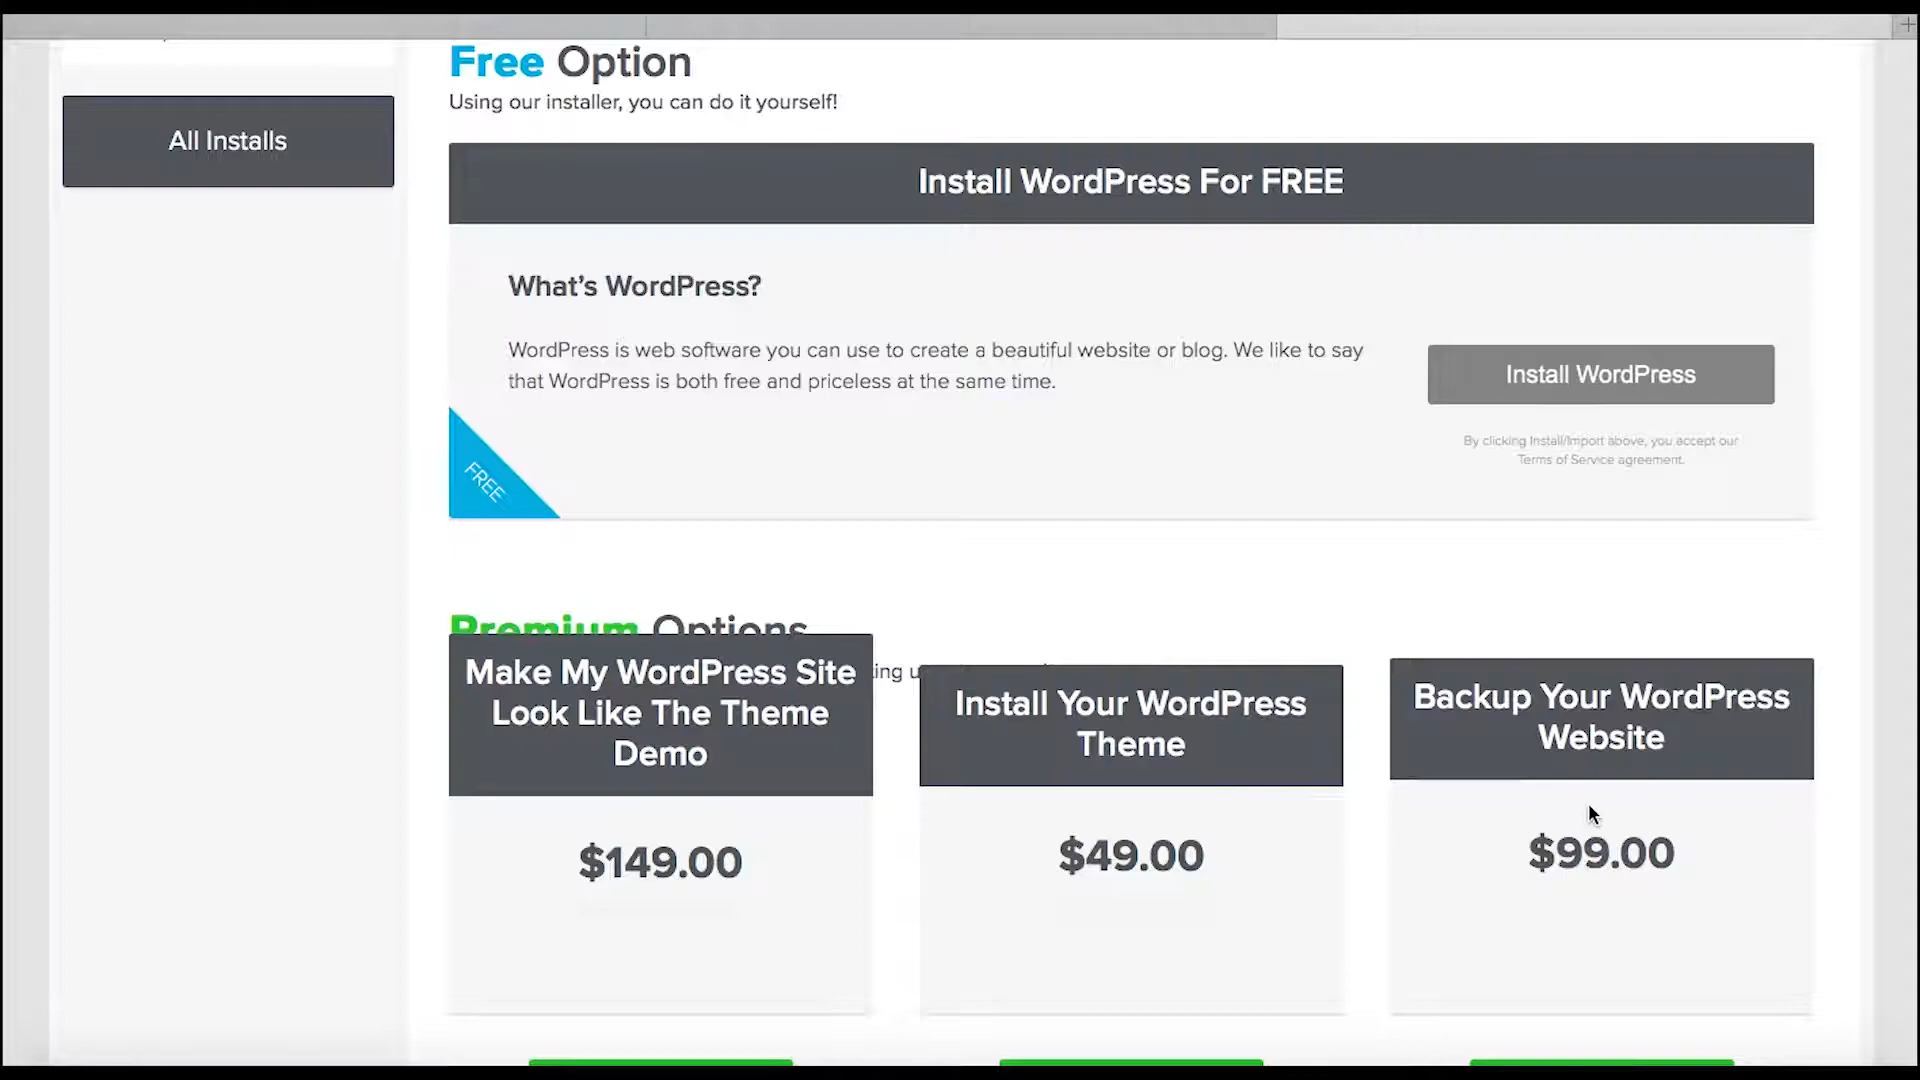 Free Option
Using our installer, you can do it yourself!
All Installs
Install WordPress For FREE
What's WordPress?
WordPress is web software you can use to create a beautiful website or blog. We like to say
that WordPress is both free and priceless at the same time.
Install WordPress
By clicking Install/Import above, you accept our
Terms of Service agreement.
FREE
Premium Options
Make My WordPress Site
Look Like The Theme
Demo
$149.00
Install Your WordPress
Theme
$49.00
Backup Your WordPress
Website
$99.00